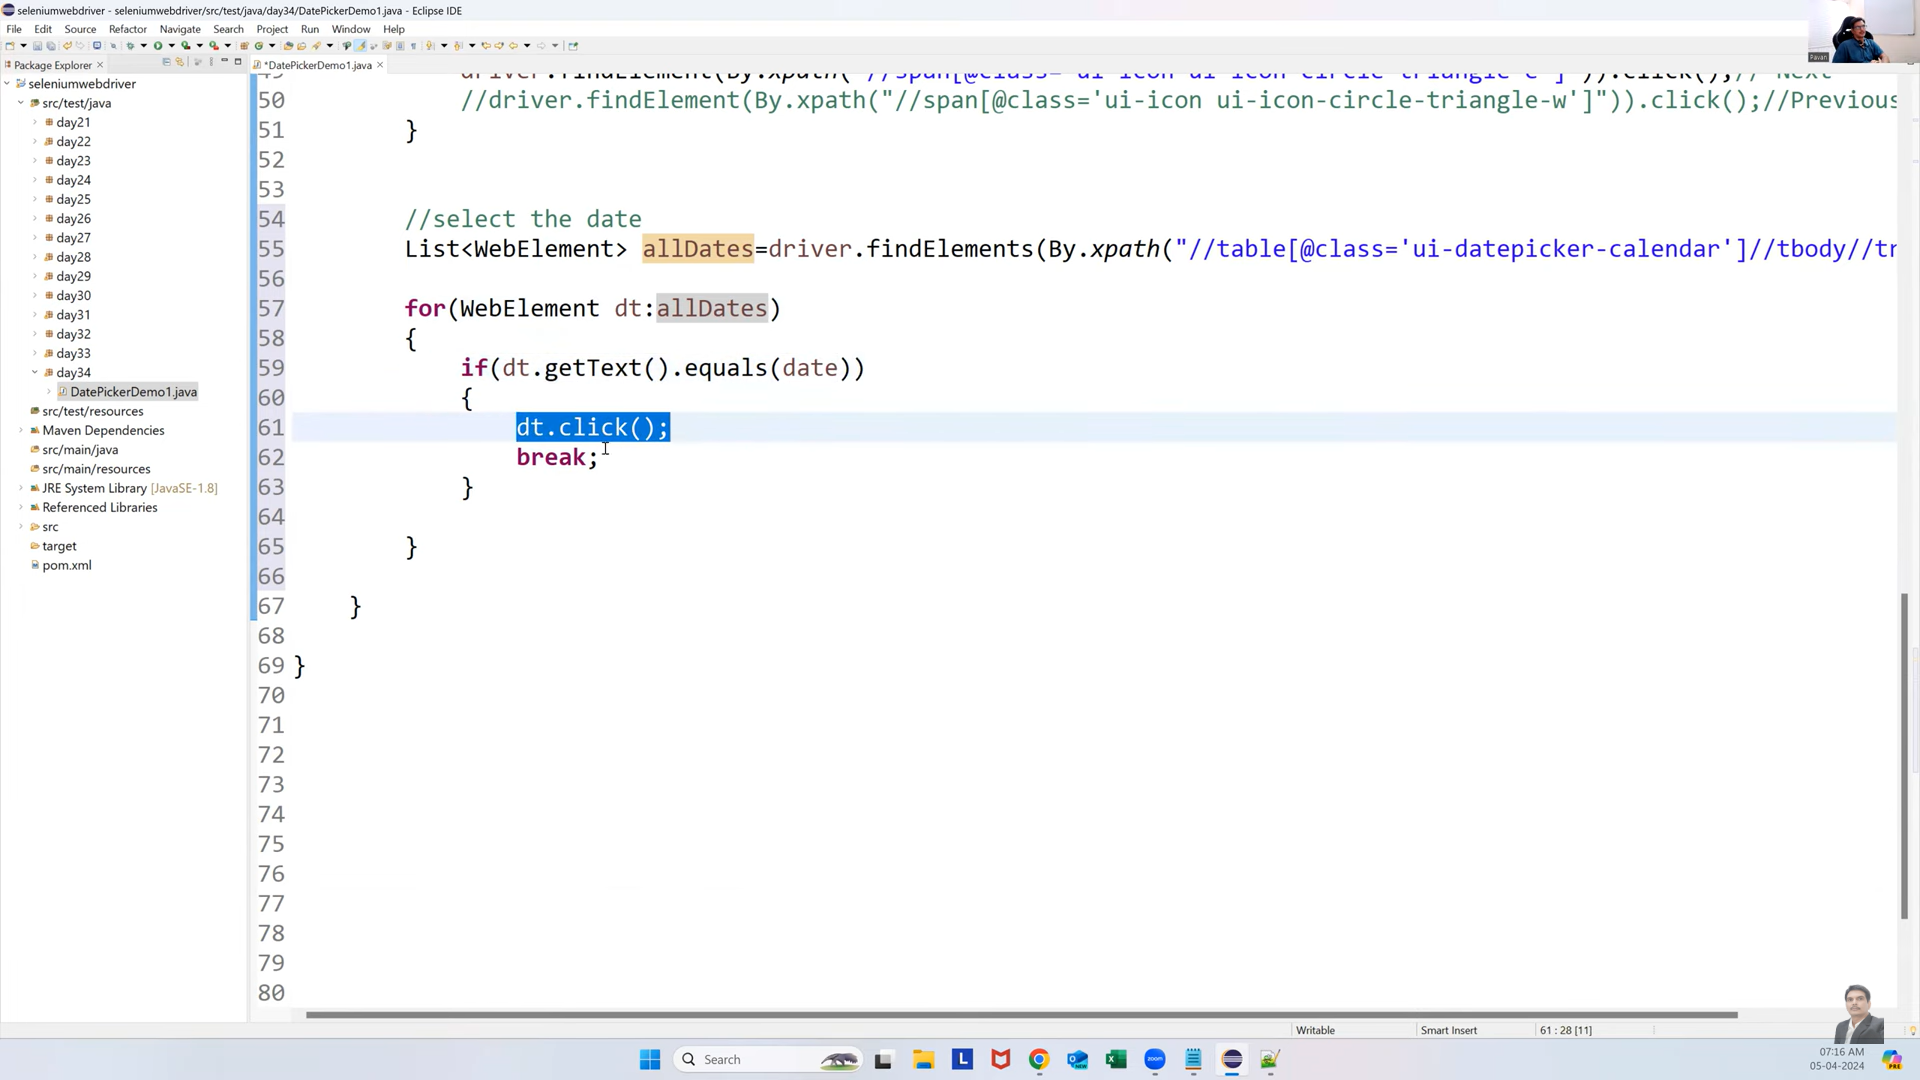 seleniumwebdriver - seleniumwebdriver/src/test/java/day34/DatePickerDemo1.java - Eclipse IDE
File Edit Source Refactor Navigate Search Project Run Window Help
Pavan
Package Explorer
*DatePickerDemo1.java
seleniumwebdriver
src/test/java
day21
day22
day23
day24
day25
day26
day27
day28
day29
day30
day31
day32
day33
day34
DatePickerDemo1.java
src/test/resources
Maven Dependencies
src/main/java
src/main/resources
JRE System Library [JavaSE-1.8]
Referenced Libraries
src
target
pom.xml
50 //driver.findElement(By.xpath("//span[@class='ui-icon ui-icon-circle-triangle-w']")).click();//Previous
51 }
52
53
54 //select the date
55 List<WebElement> allDates=driver.findElements(By.xpath("//table[@class='ui-datepicker-calendar']//tbody//tr
56
57 for(WebElement dt:allDates)
58 {
59 if(dt.getText().equals(date))
60 {
61 dt.click();
62 break;
63 }
64
65 }
66
67 }
68
69 }
70
71
72
73
74
75
76
77
78
79
80
Writable Smart Insert 61 : 28 [11]
Search
07:16 AM
05-04-2024